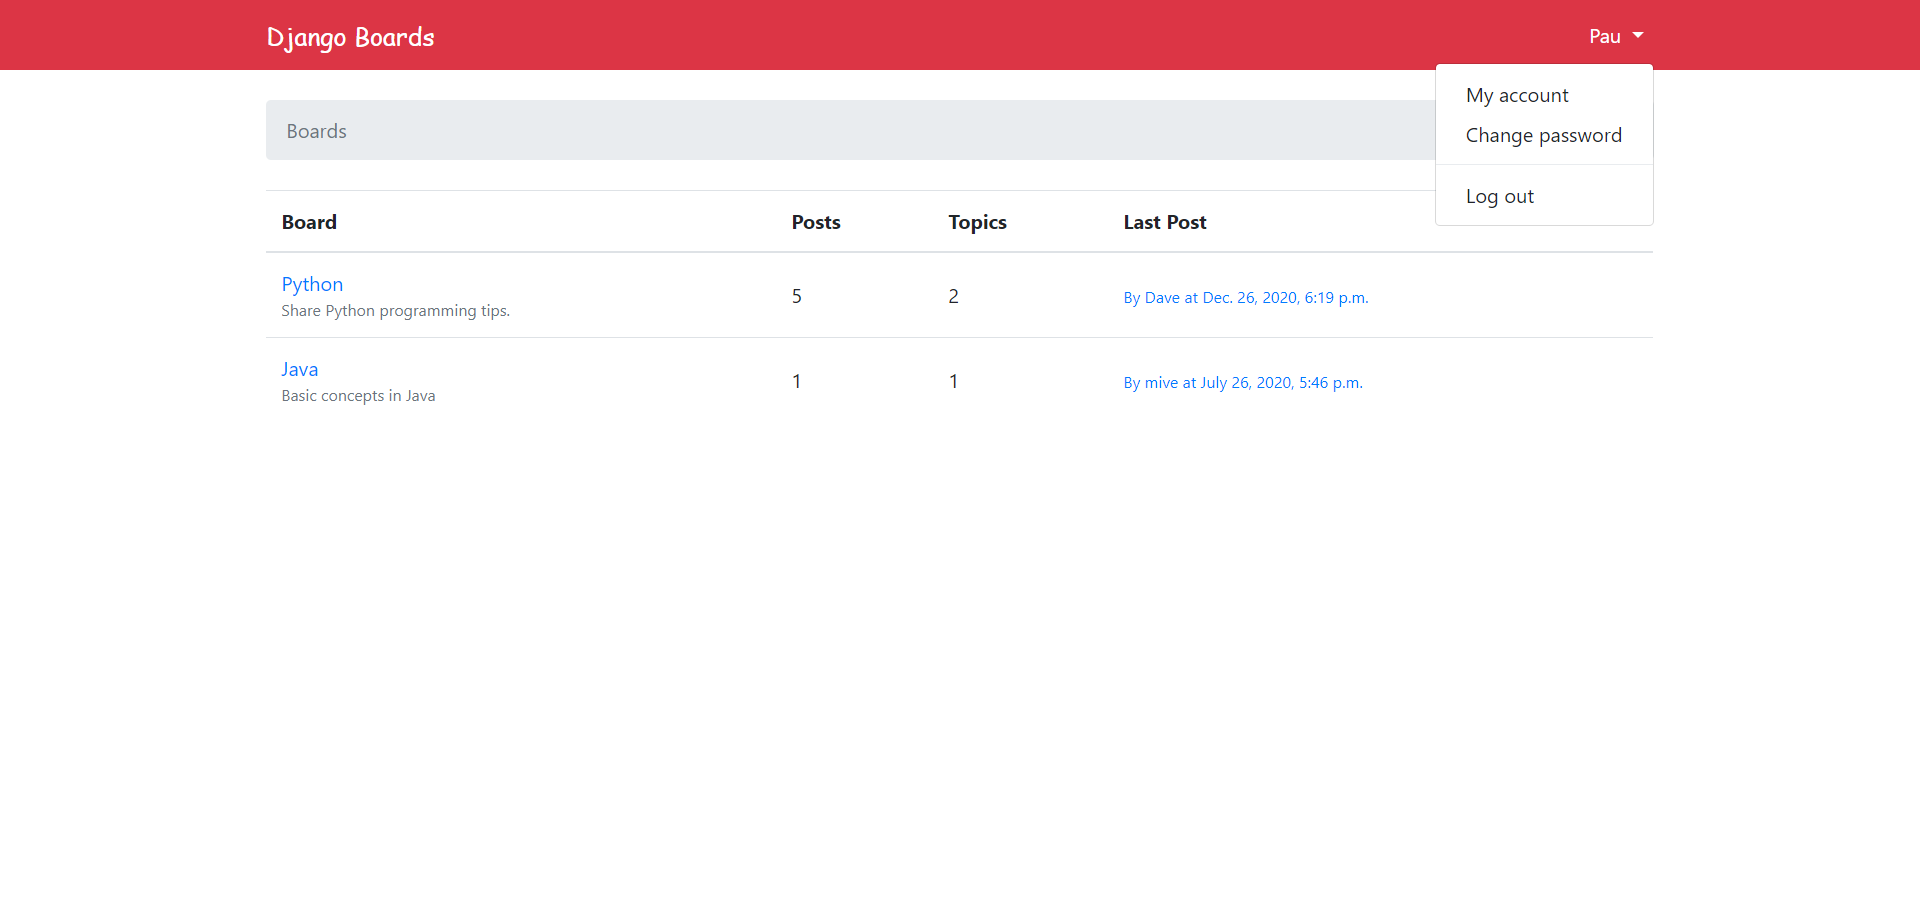 Django Boards
Pau
My account
Change password
Log out
Boards
Board Posts Topics Last Post
Python
Share Python programming tips.
5 2 By Dave at Dec. 26, 2020, 6:19 p.m.
Java
Basic concepts in Java
1 1 By mive at July 26, 2020, 5:46 p.m.